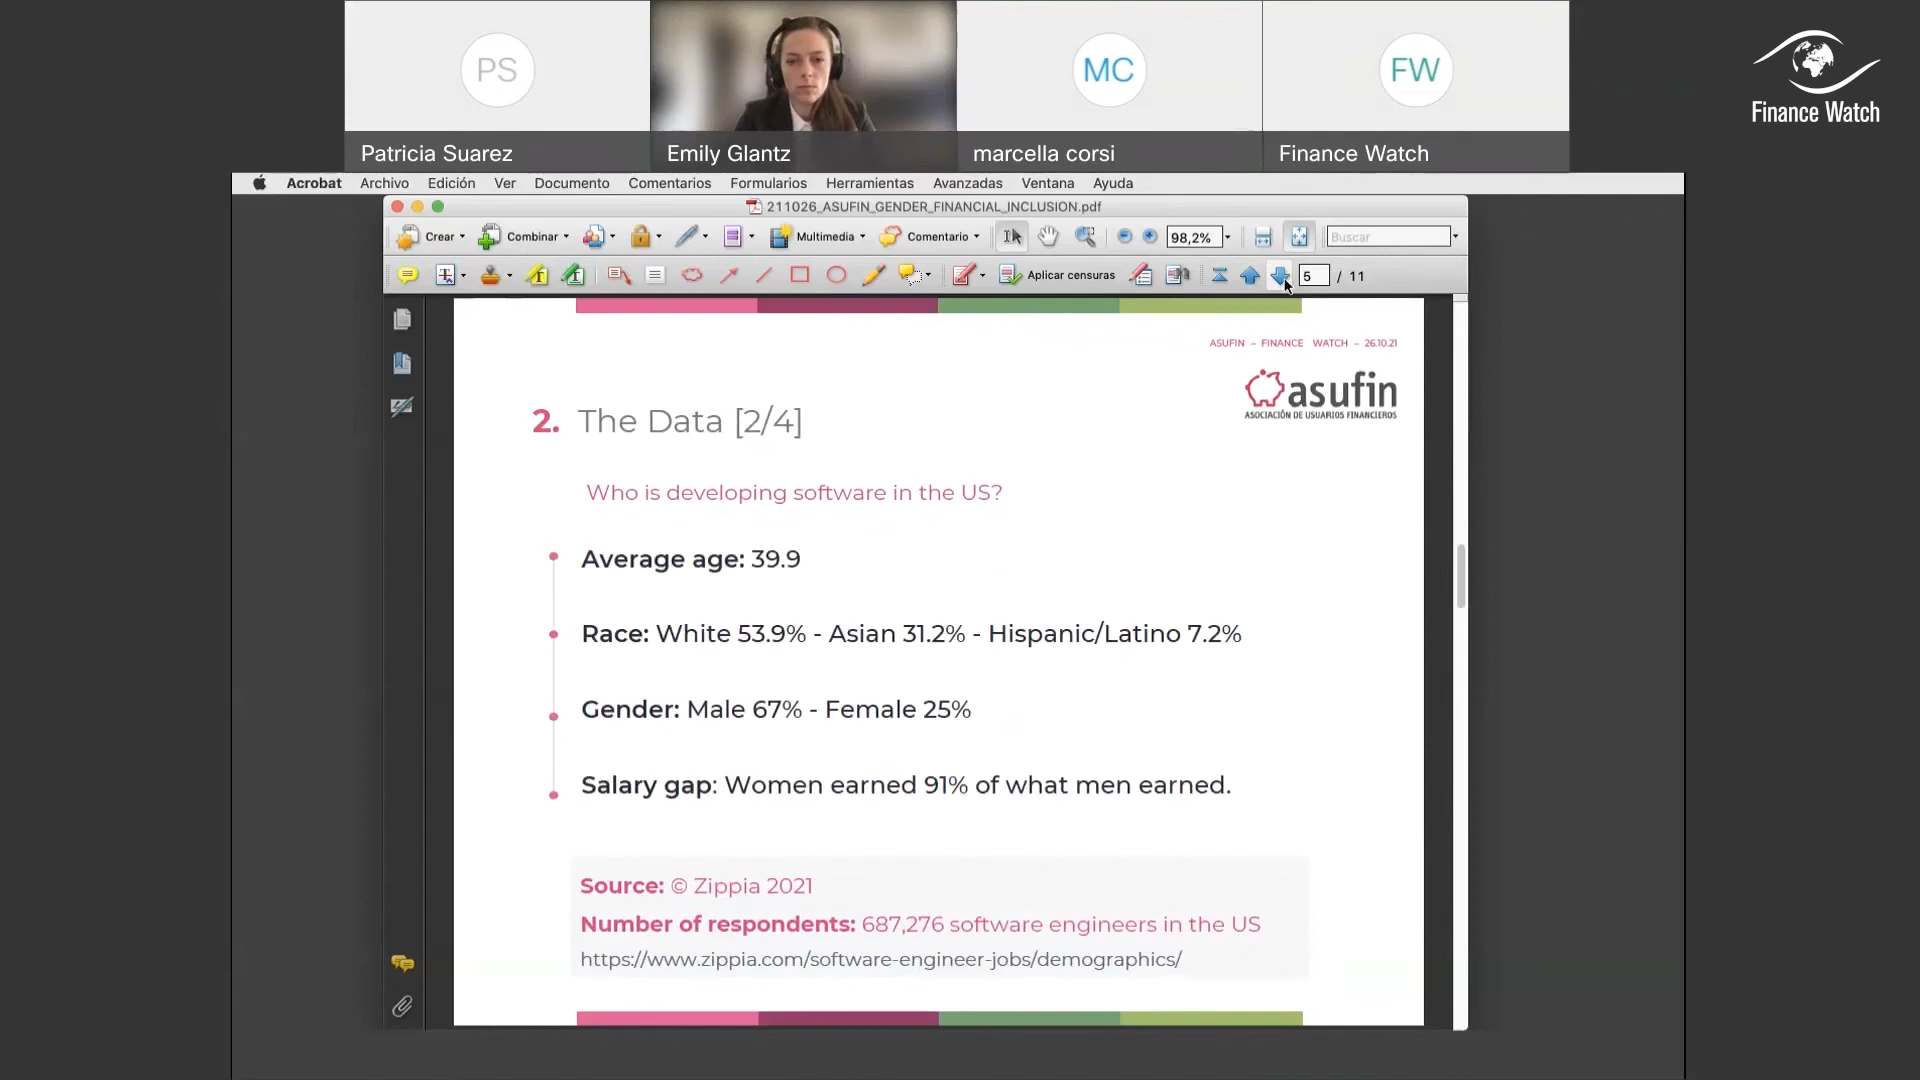 PS
MC
FW
Finance Watch
Patricia Suarez
Emily Glantz
marcella corsi
Finance Watch
Acrobat Archivo Edición Ver Documento Comentarios Formularios Herramientas Avanzadas Ventana Ayuda
211026_ASUFIN_GENDER_FINANCIAL_INCLUSION.pdf
Crear Combinar Multimedia Comentario 98,2% Buscar
Aplicar censuras 5 / 11
ASUFIN – FINANCE WATCH – 26.10.21
asufin
ASOCIACIÓN DE USUARIOS FINANCIEROS
2. The Data [2/4]
Who is developing software in the US?
Average age: 39.9
Race: White 53.9% - Asian 31.2% - Hispanic/Latino 7.2%
Gender: Male 67% - Female 25%
Salary gap: Women earned 91% of what men earned.
Source: © Zippia 2021
Number of respondents: 687,276 software engineers in the US
https://www.zippia.com/software-engineer-jobs/demographics/